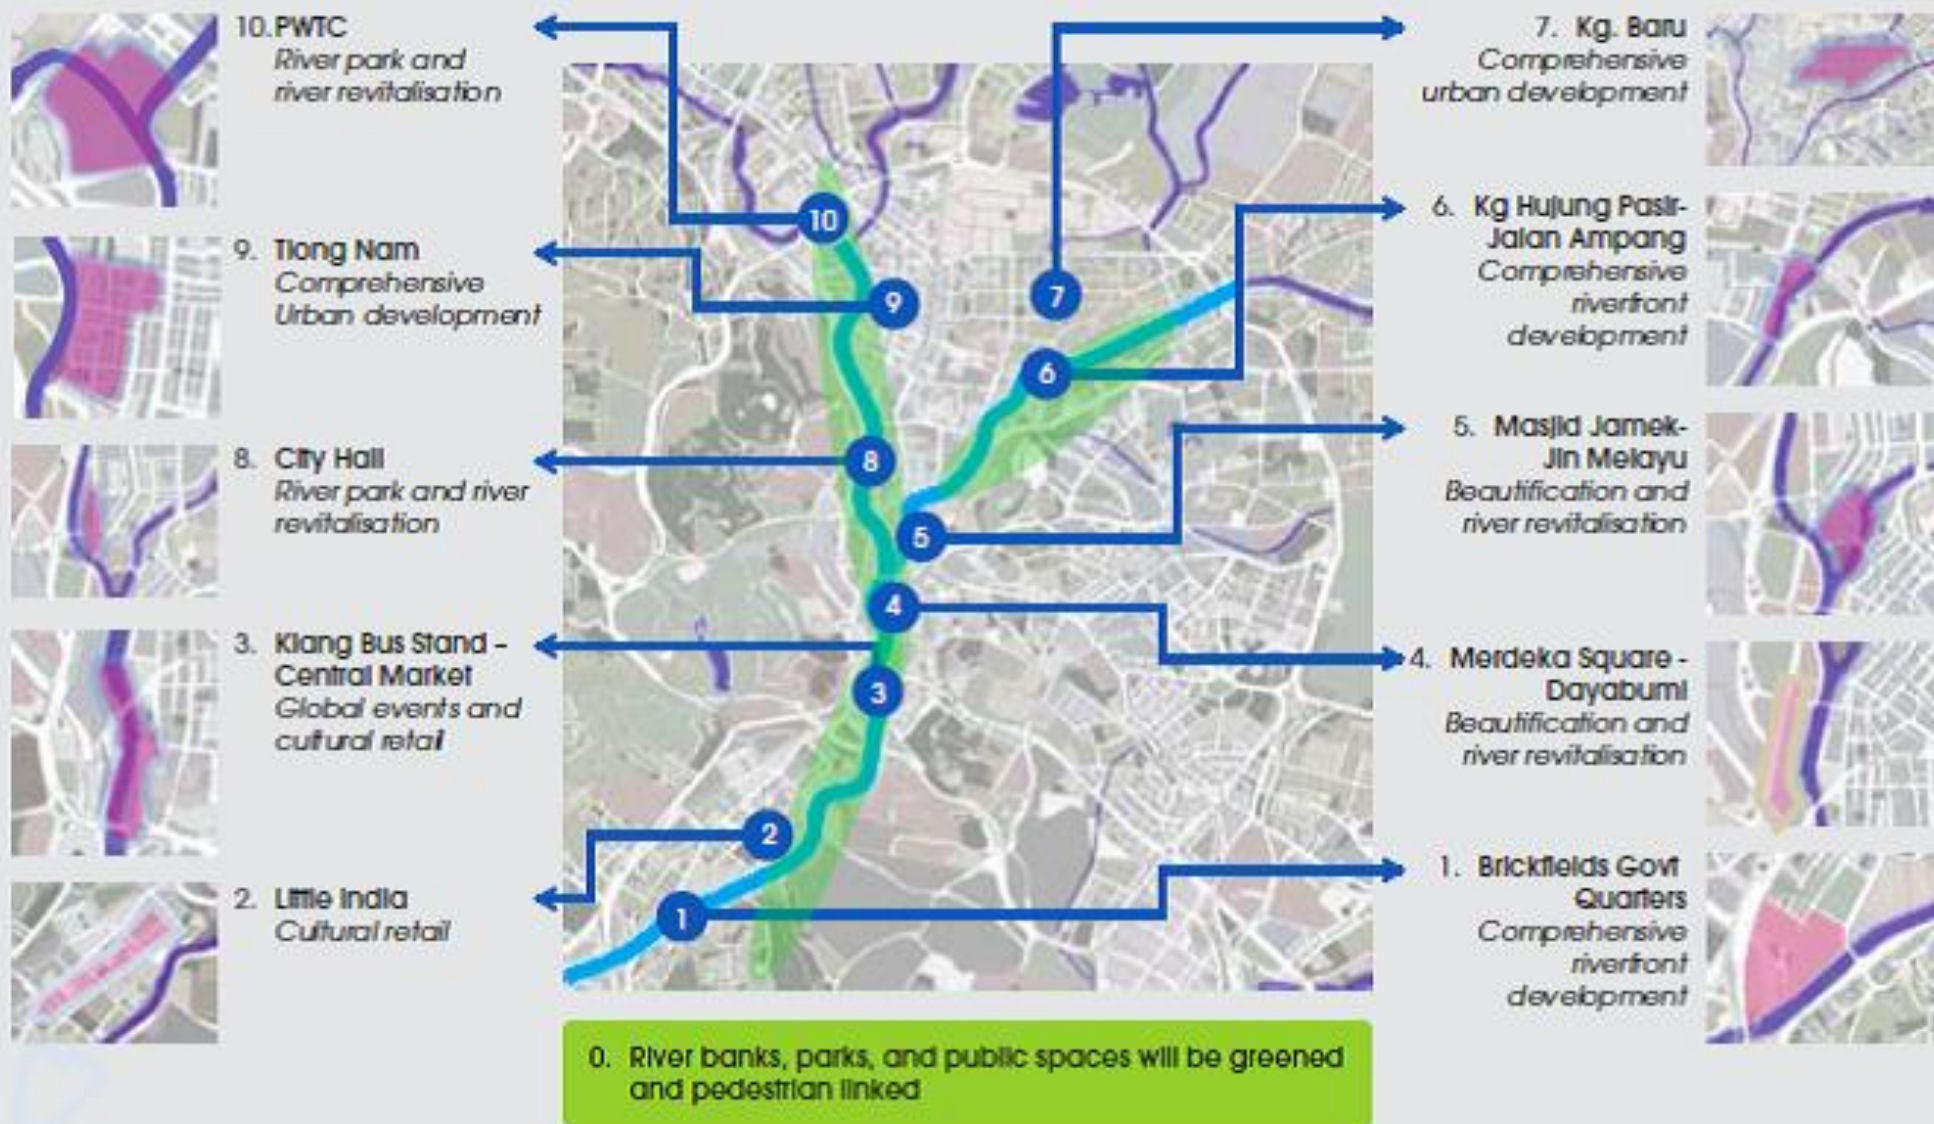 10. PWTC
River park and
river revitalisation
9. Tiong Nam
Comprehensive
Urban development
8. City Hall
River park and river
revitalisation
3. Klang Bus Stand –
Central Market
Global events and
cultural retail
2. Little India
Cultural retail
10
9
7
6
8
5
4
3
2
1
7. Kg. Baru
Comprehensive
urban development
6. Kg Hujung Pasir-
Jalan Ampang
Comprehensive
riverfront
development
5. Masjid Jamek-
Jln Melayu
Beautification and
river revitalisation
4. Merdeka Square -
Dayabumi
Beautification and
river revitalisation
1. Brickfields Govt
Quarters
Comprehensive
riverfront
development
0. River banks, parks, and public spaces will be greened
and pedestrian linked